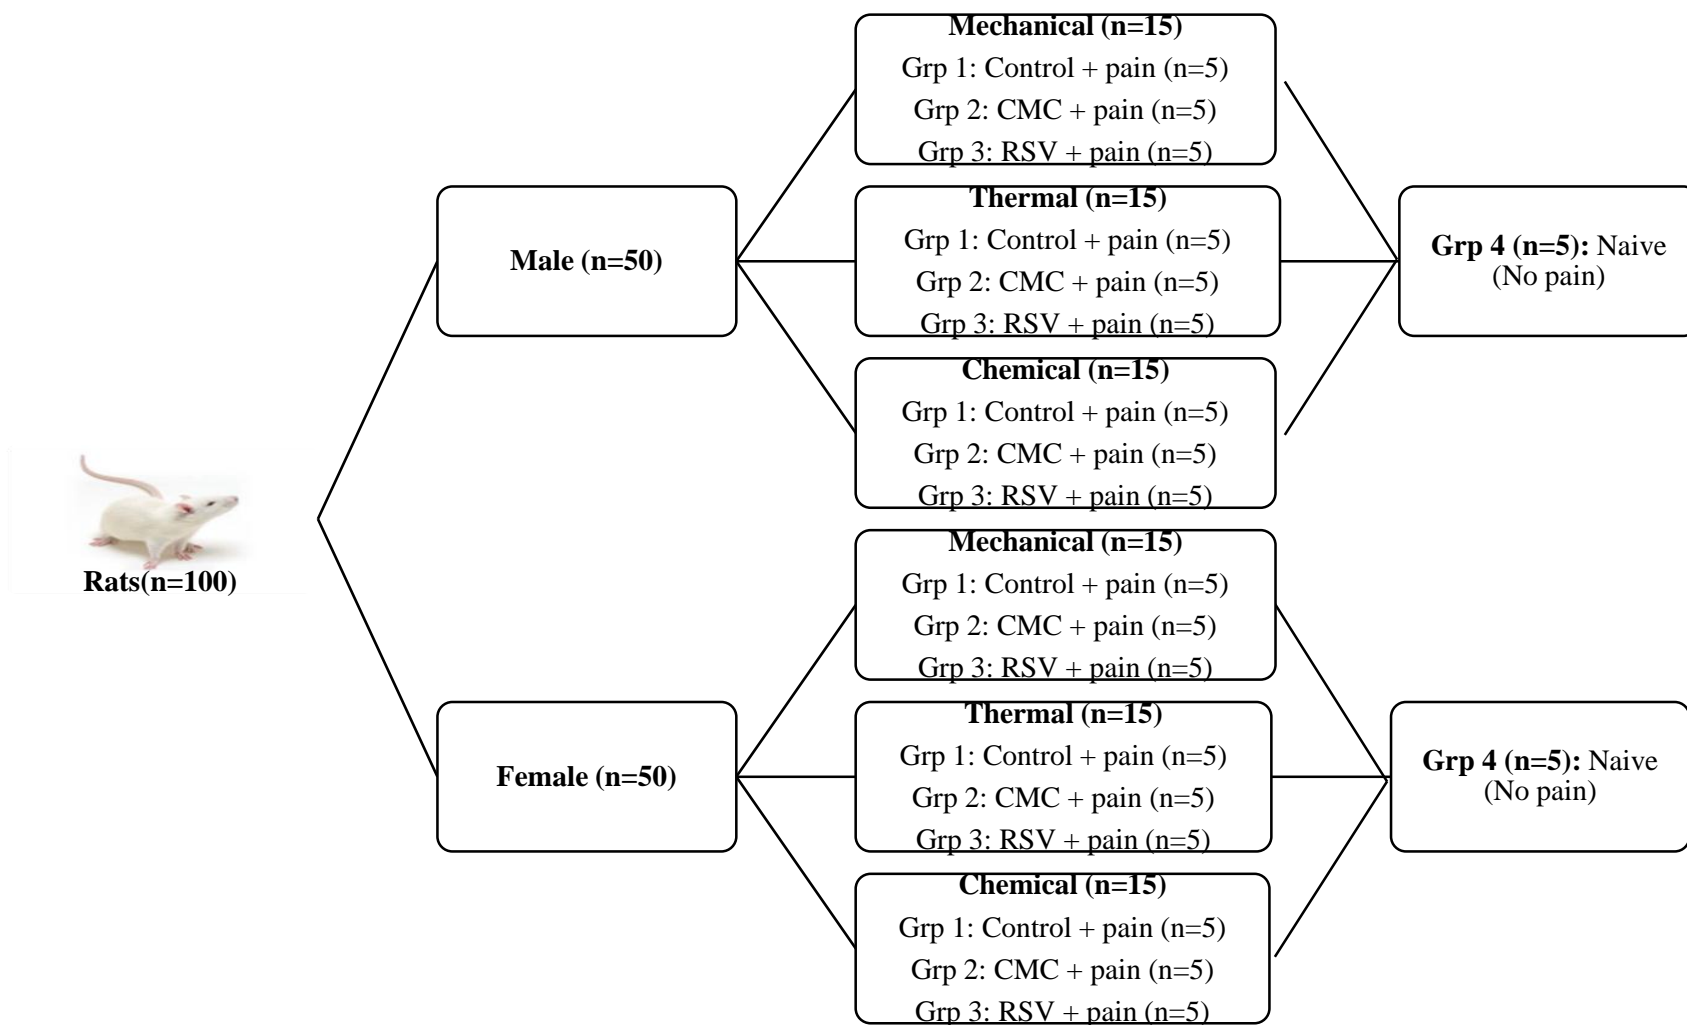 Rats(n=100)
Male (n=50)
Mechanical (n=15)
Grp 1: Control + pain (n=5)
Grp 2: CMC + pain (n=5)
Grp 3: RSV + pain (n=5)
Thermal (n=15)
Grp 1: Control + pain (n=5)
Grp 2: CMC + pain (n=5)
Grp 3: RSV + pain (n=5)
Chemical (n=15)
Grp 1: Control + pain (n=5)
Grp 2: CMC + pain (n=5)
Grp 3: RSV + pain (n=5)
Grp 4 (n=5): Naive
(No pain)
Female (n=50)
Mechanical (n=15)
Grp 1: Control + pain (n=5)
Grp 2: CMC + pain (n=5)
Grp 3: RSV + pain (n=5)
Thermal (n=15)
Grp 1: Control + pain (n=5)
Grp 2: CMC + pain (n=5)
Grp 3: RSV + pain (n=5)
Chemical (n=15)
Grp 1: Control + pain (n=5)
Grp 2: CMC + pain (n=5)
Grp 3: RSV + pain (n=5)
Grp 4 (n=5): Naive
(No pain)